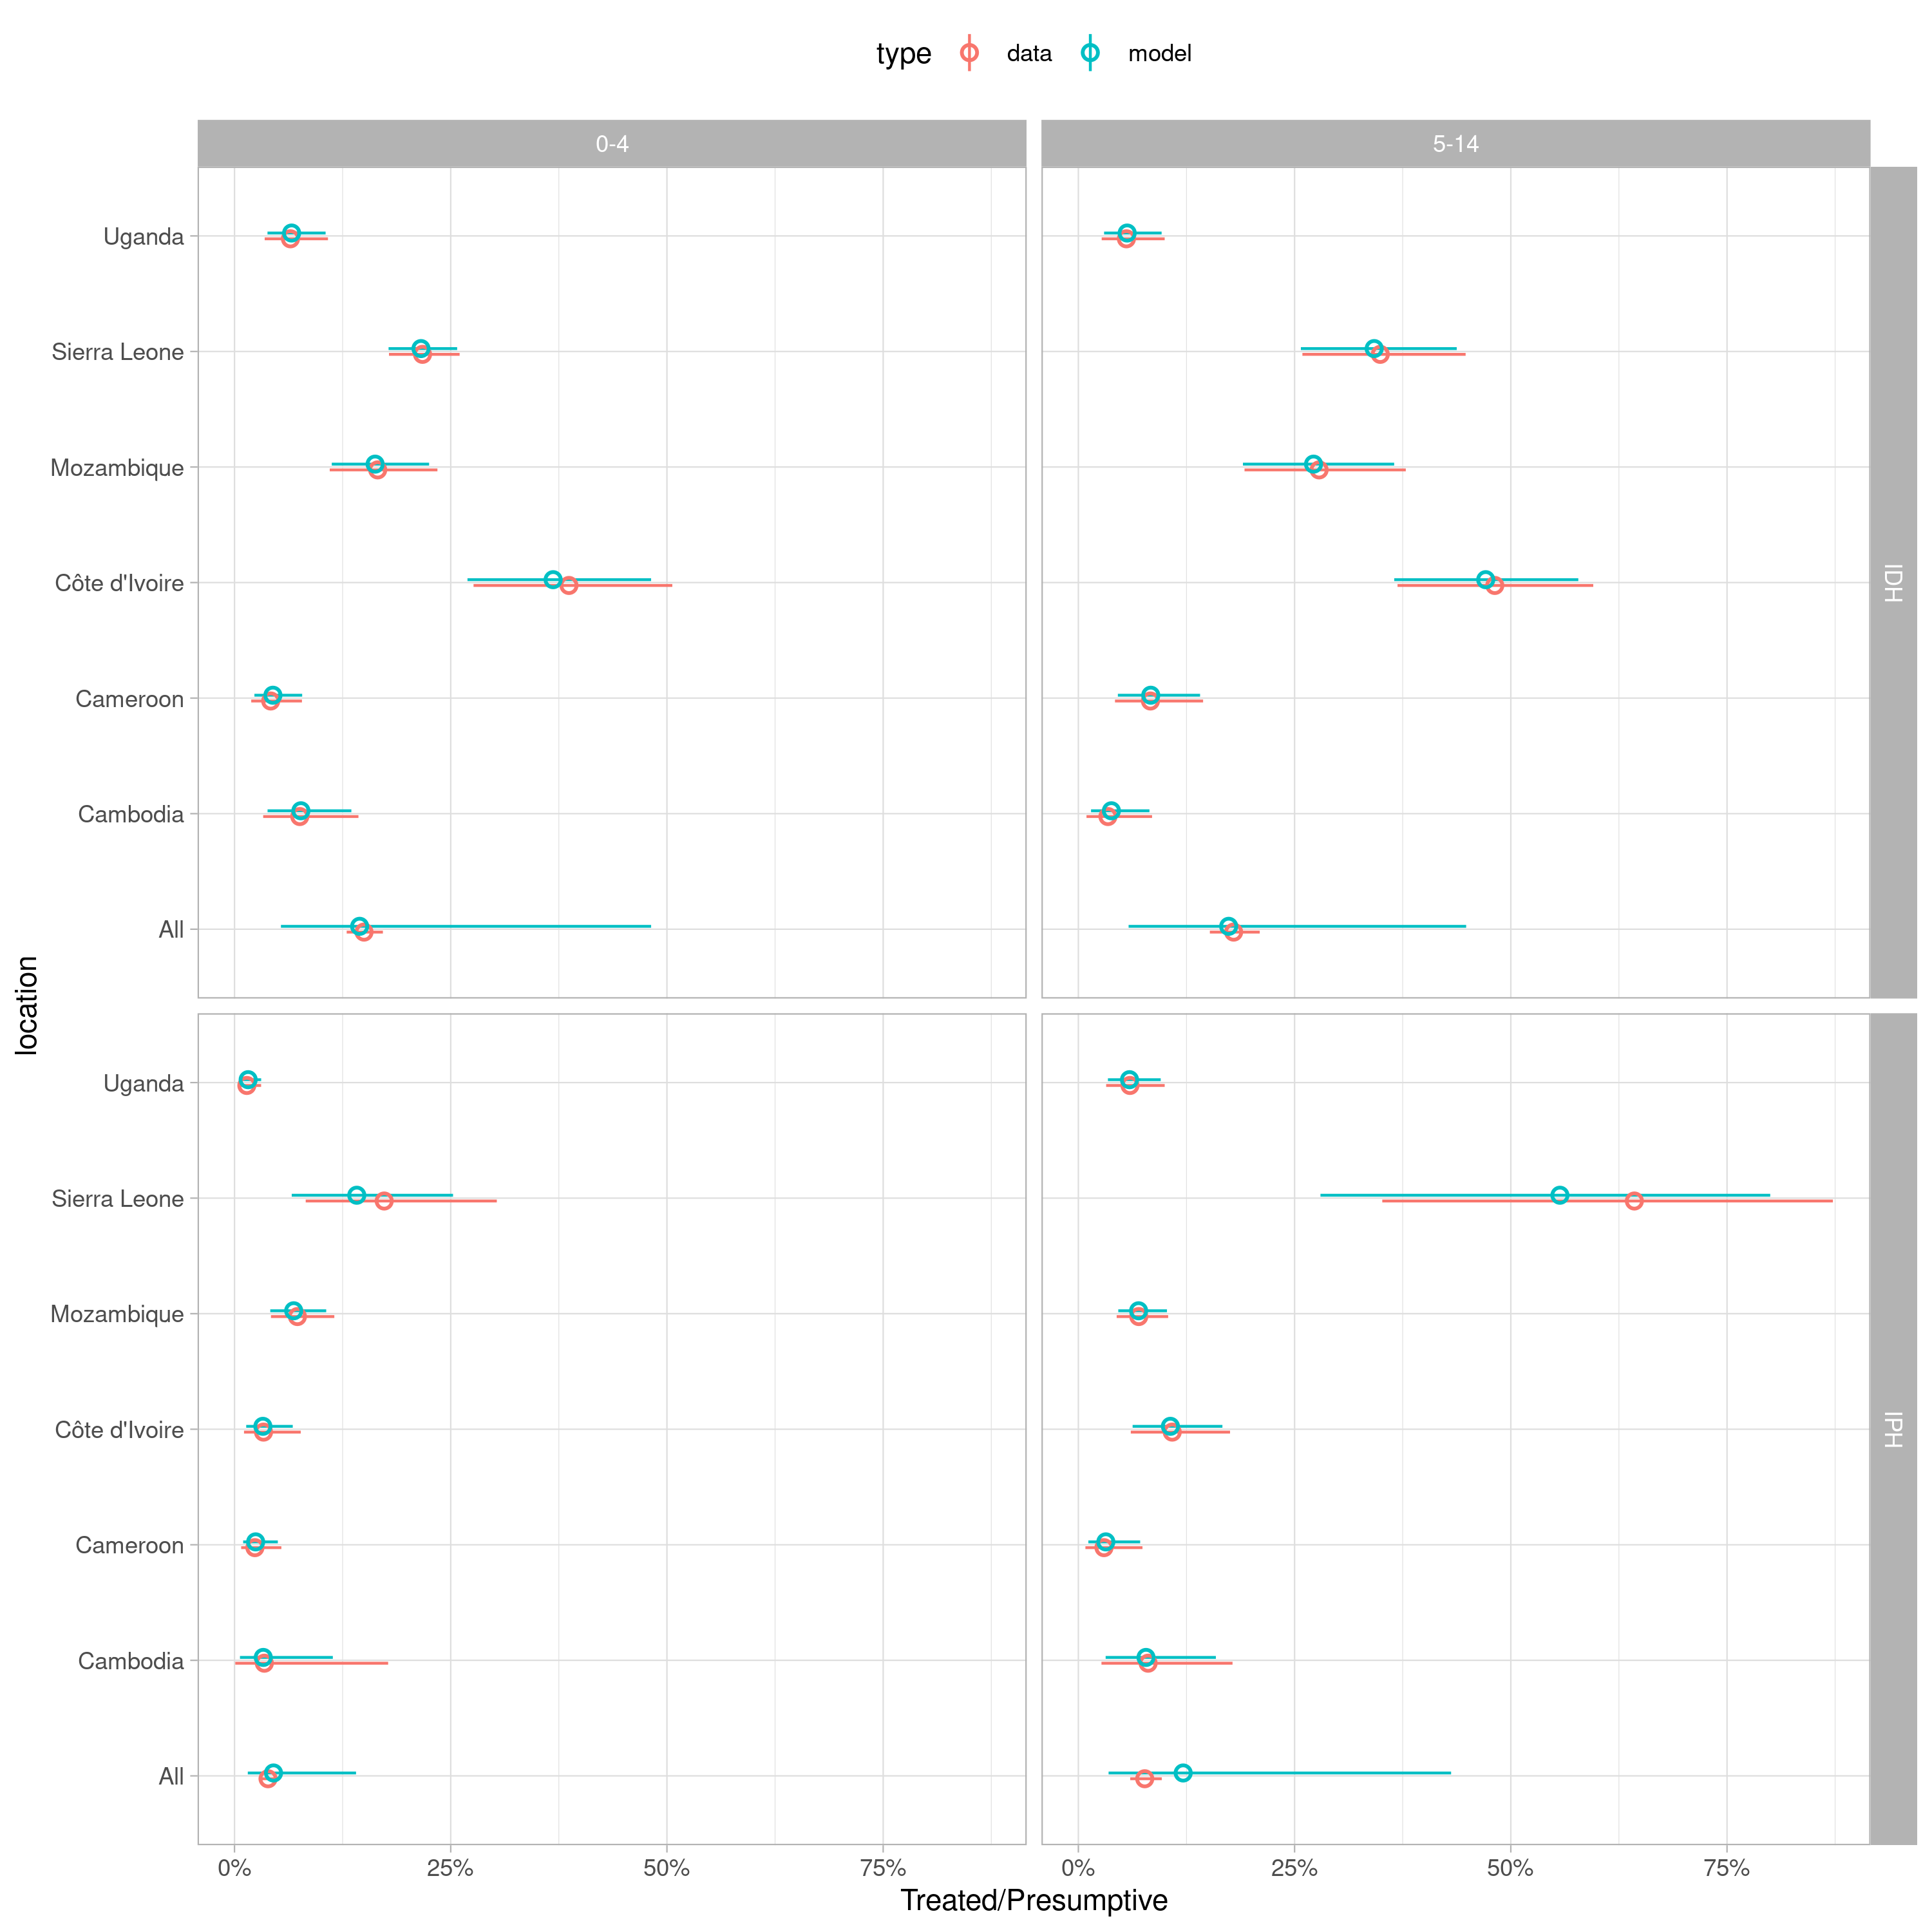 type data model
0-4 5-14
Uganda
Sierra Leone
Mozambique
Côte d'Ivoire
Cameroon
Cambodia
All
IDH
location
Uganda
Sierra Leone
Mozambique
Côte d'Ivoire
Cameroon
Cambodia
All
IPH
0% 25% 50% 75% 0% 25% 50% 75%
Treated/Presumptive